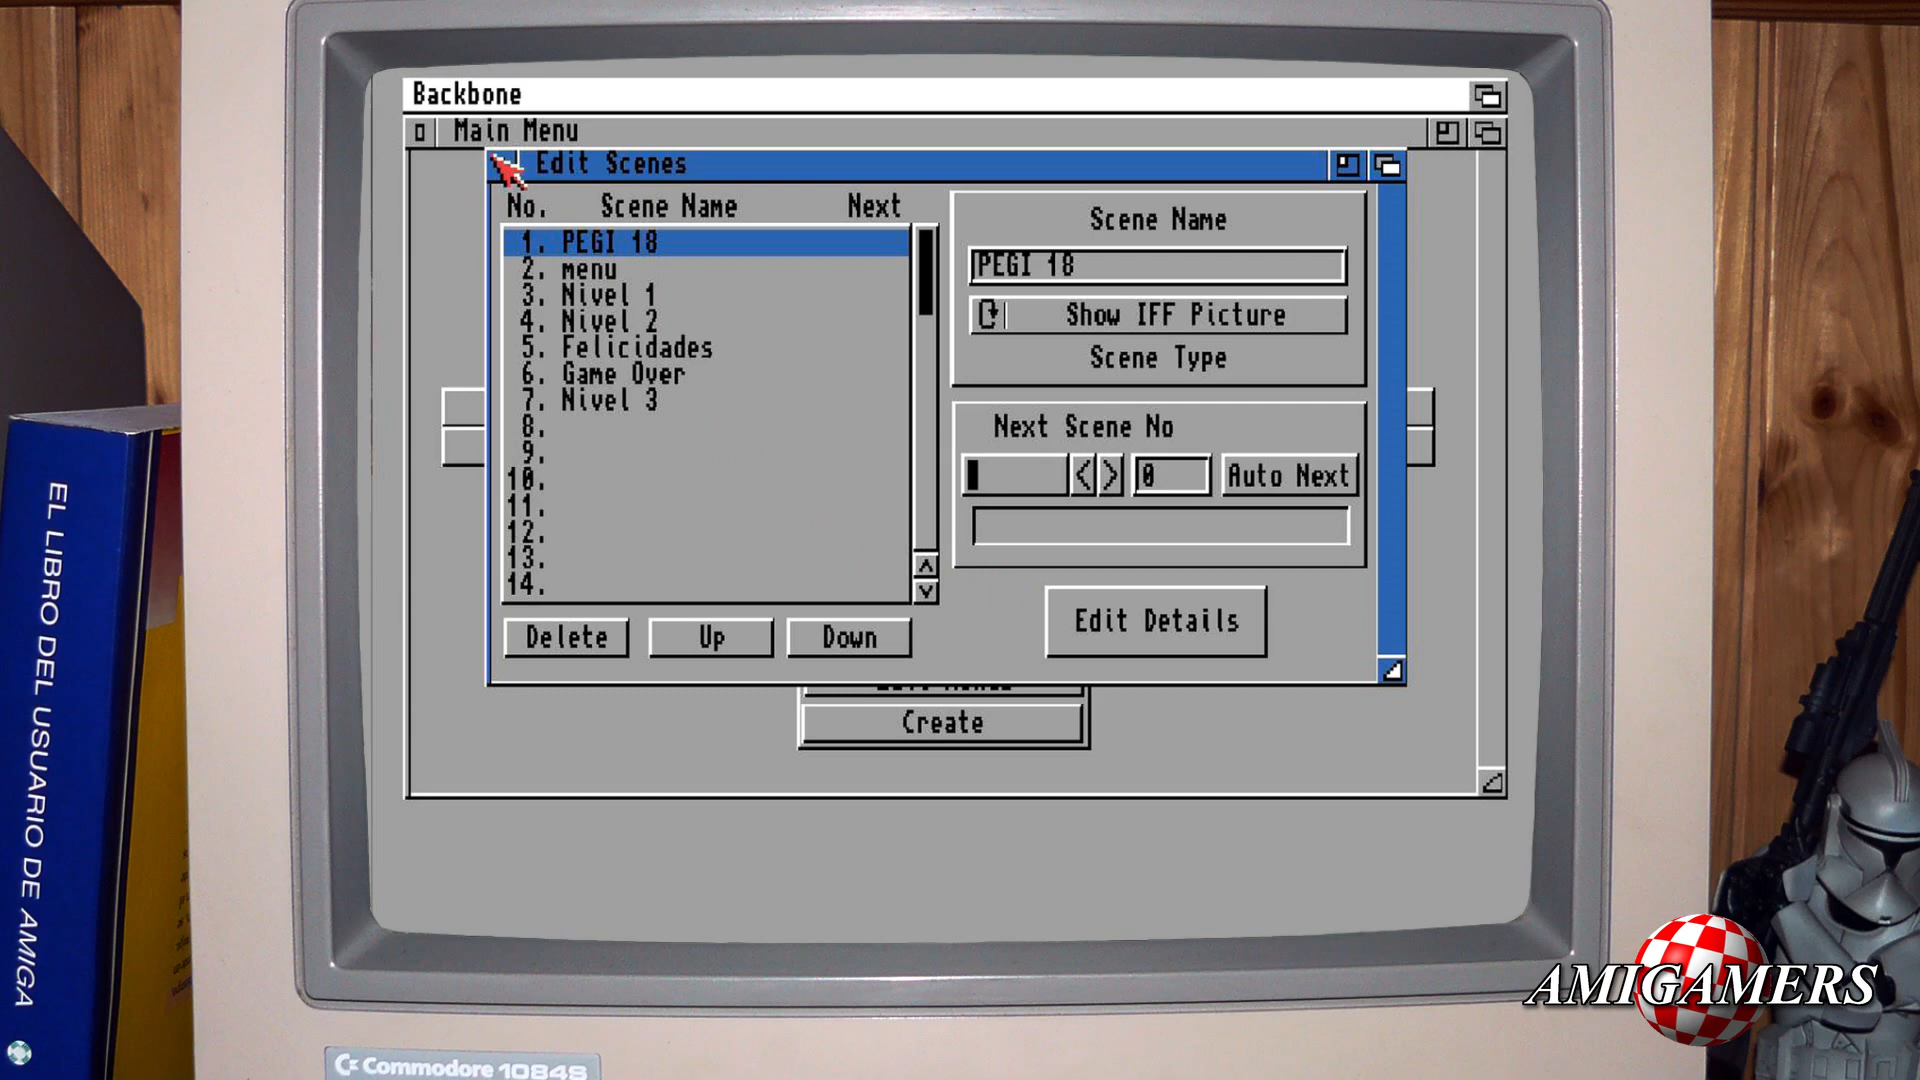 Backbone
Main Menu
Edit Scenes
No. Scene Name Next
1. PEGI 18
2. menu
3. Nivel 1
4. Nivel 2
5. Felicidades
6. Game Over
7. Nivel 3
8.
9.
10.
11.
12.
13.
14.
Delete Up Down
Scene Name
PEGI 18
Show IFF Picture
Scene Type
Next Scene No
< > 0 Auto Next
Edit Details
Create
EL LIBRO DEL USUARIO DE AMIGA
Commodore 1084S
AMIGAMERS